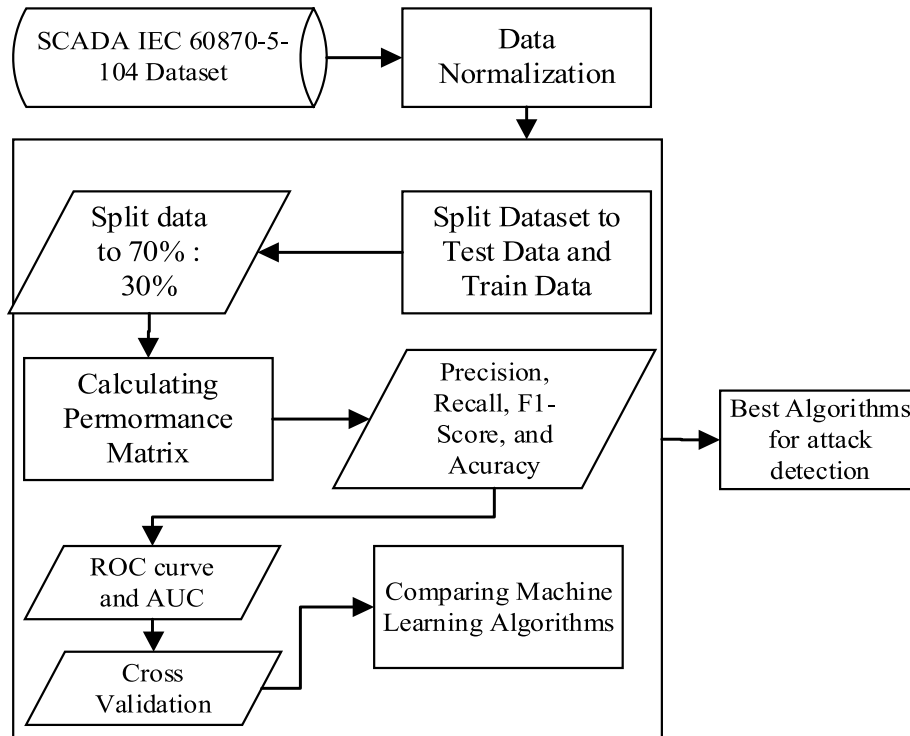 SCADA IEC 60870-5-
104 Dataset
Data
Normalization
Split data
to 70% :
30%
Split Dataset to
Test Data and
Train Data
Calculating
Permormance
Matrix
Precision,
Recall, F1-
Score, and
Acuracy
Best Algorithms
for attack
detection
ROC curve
and AUC
Comparing Machine
Learning Algorithms
Cross
Validation